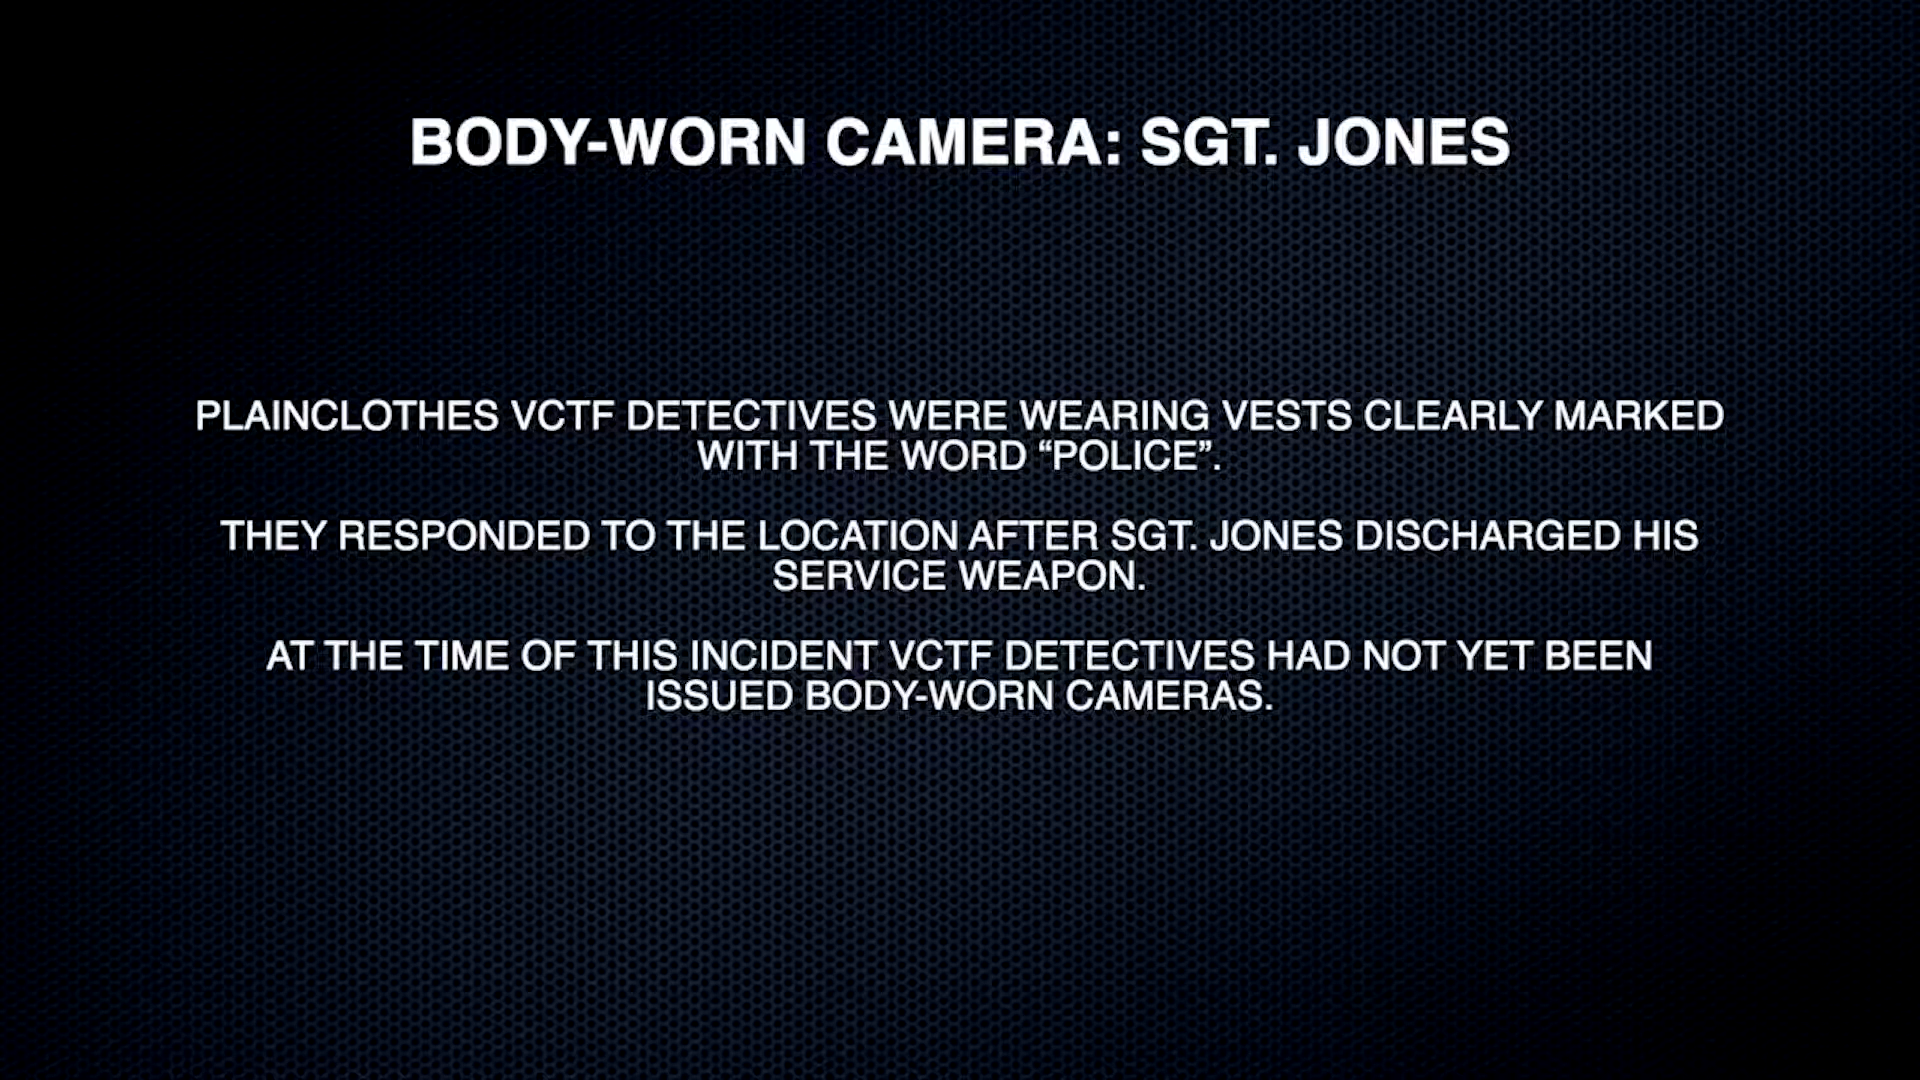 BODY-WORN CAMERA: SGT. JONES
PLAINCLOTHES VCTF DETECTIVES WERE WEARING VESTS CLEARLY MARKED
WITH THE WORD “POLICE”.
THEY RESPONDED TO THE LOCATION AFTER SGT. JONES DISCHARGED HIS
SERVICE WEAPON.
AT THE TIME OF THIS INCIDENT VCTF DETECTIVES HAD NOT YET BEEN
ISSUED BODY-WORN CAMERAS.